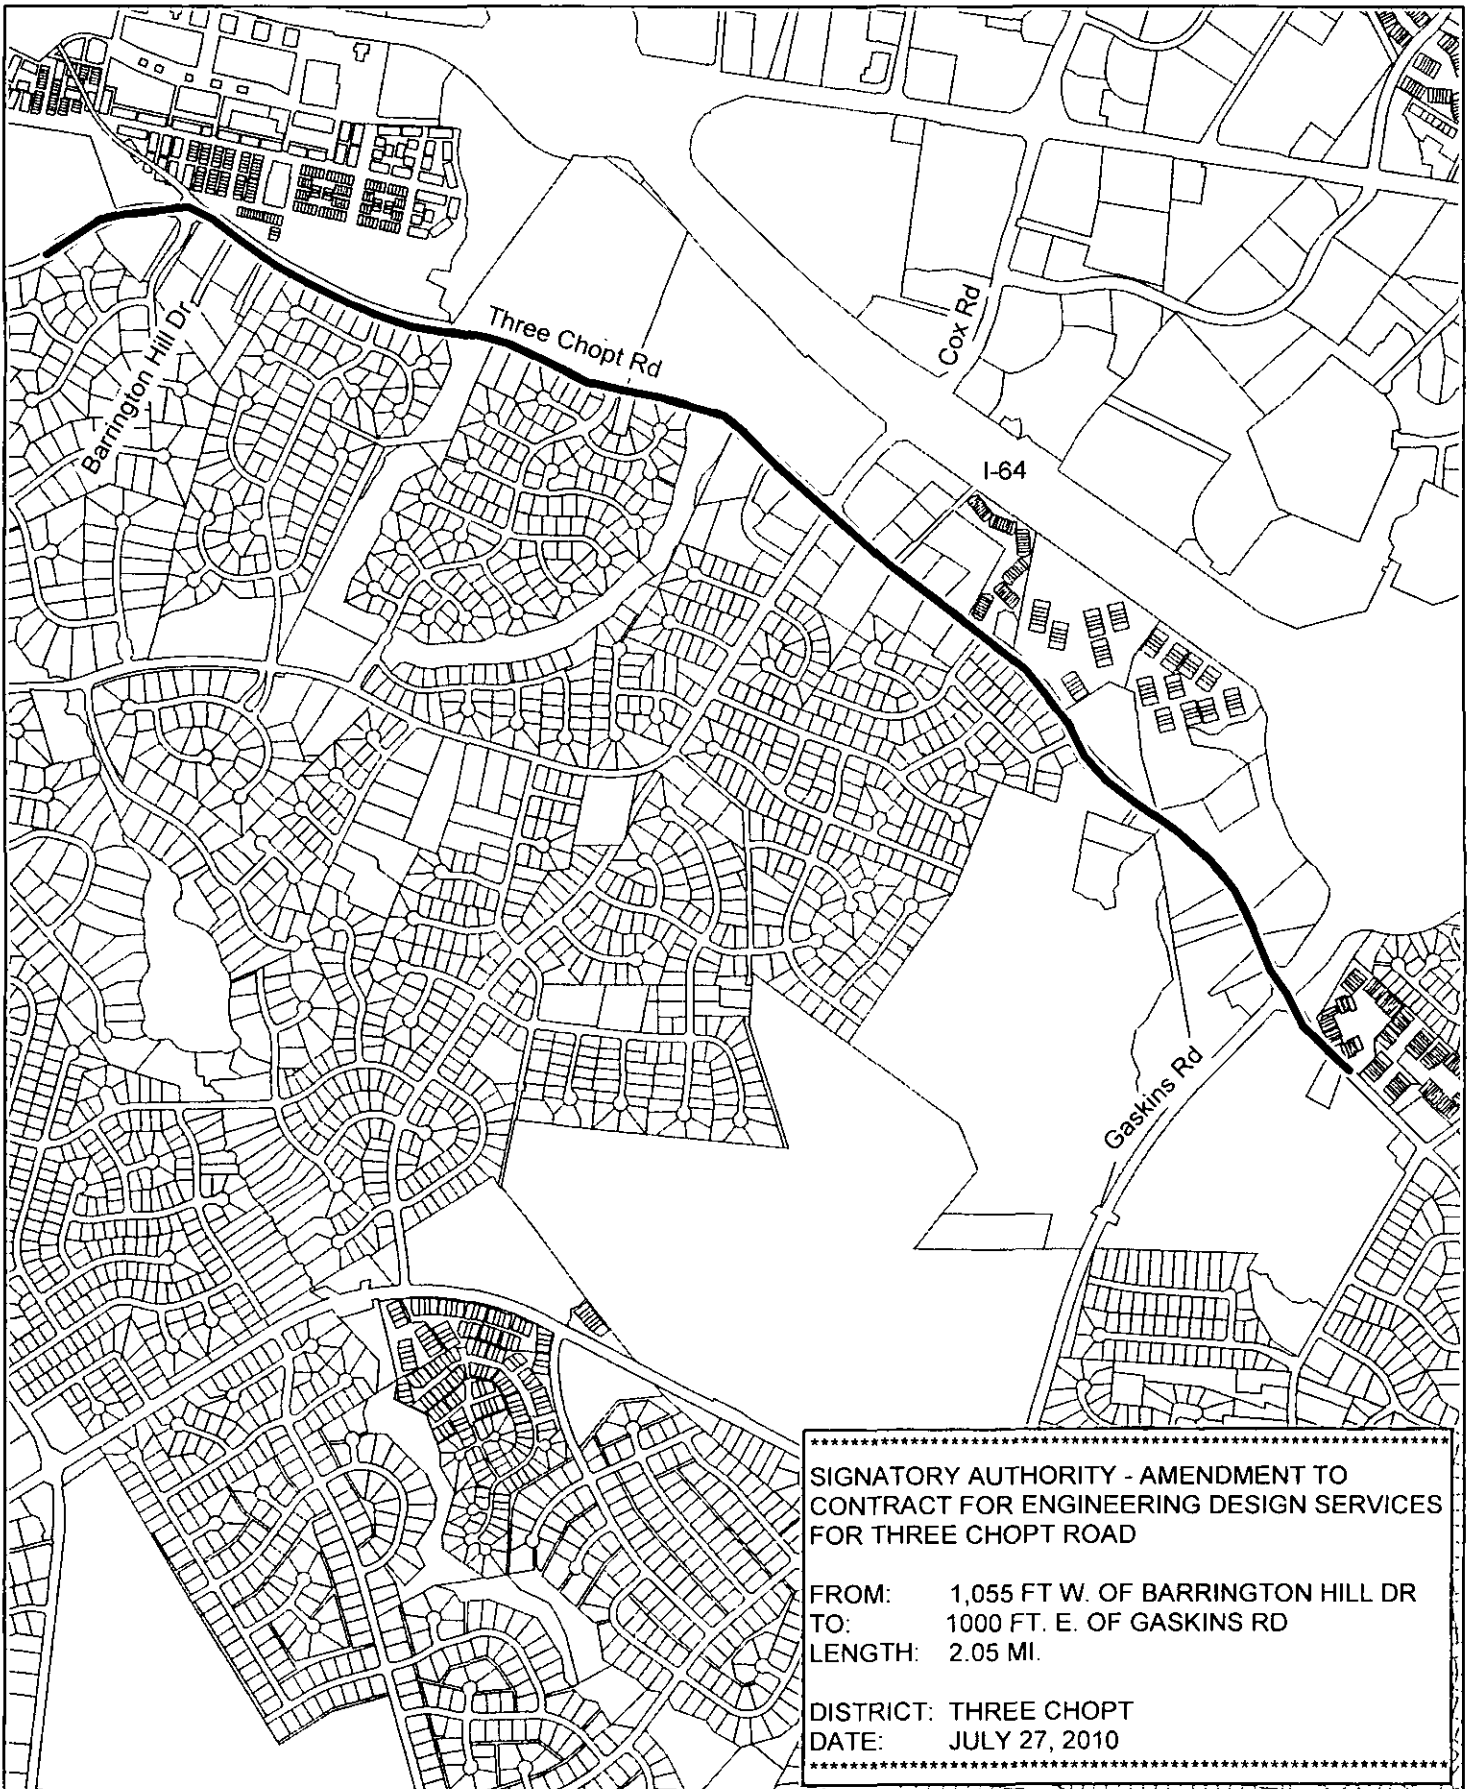 Three Chopt Rd
Barrington Hill Dr
Cox Rd
I-64
Gaskins Rd
********************************************************************************
SIGNATORY AUTHORITY - AMENDMENT TO
CONTRACT FOR ENGINEERING DESIGN SERVICES
FOR THREE CHOPT ROAD
FROM: 1,055 FT W. OF BARRINGTON HILL DR
TO: 1000 FT. E. OF GASKINS RD
LENGTH: 2.05 MI.
DISTRICT: THREE CHOPT
DATE: JULY 27, 2010
********************************************************************************